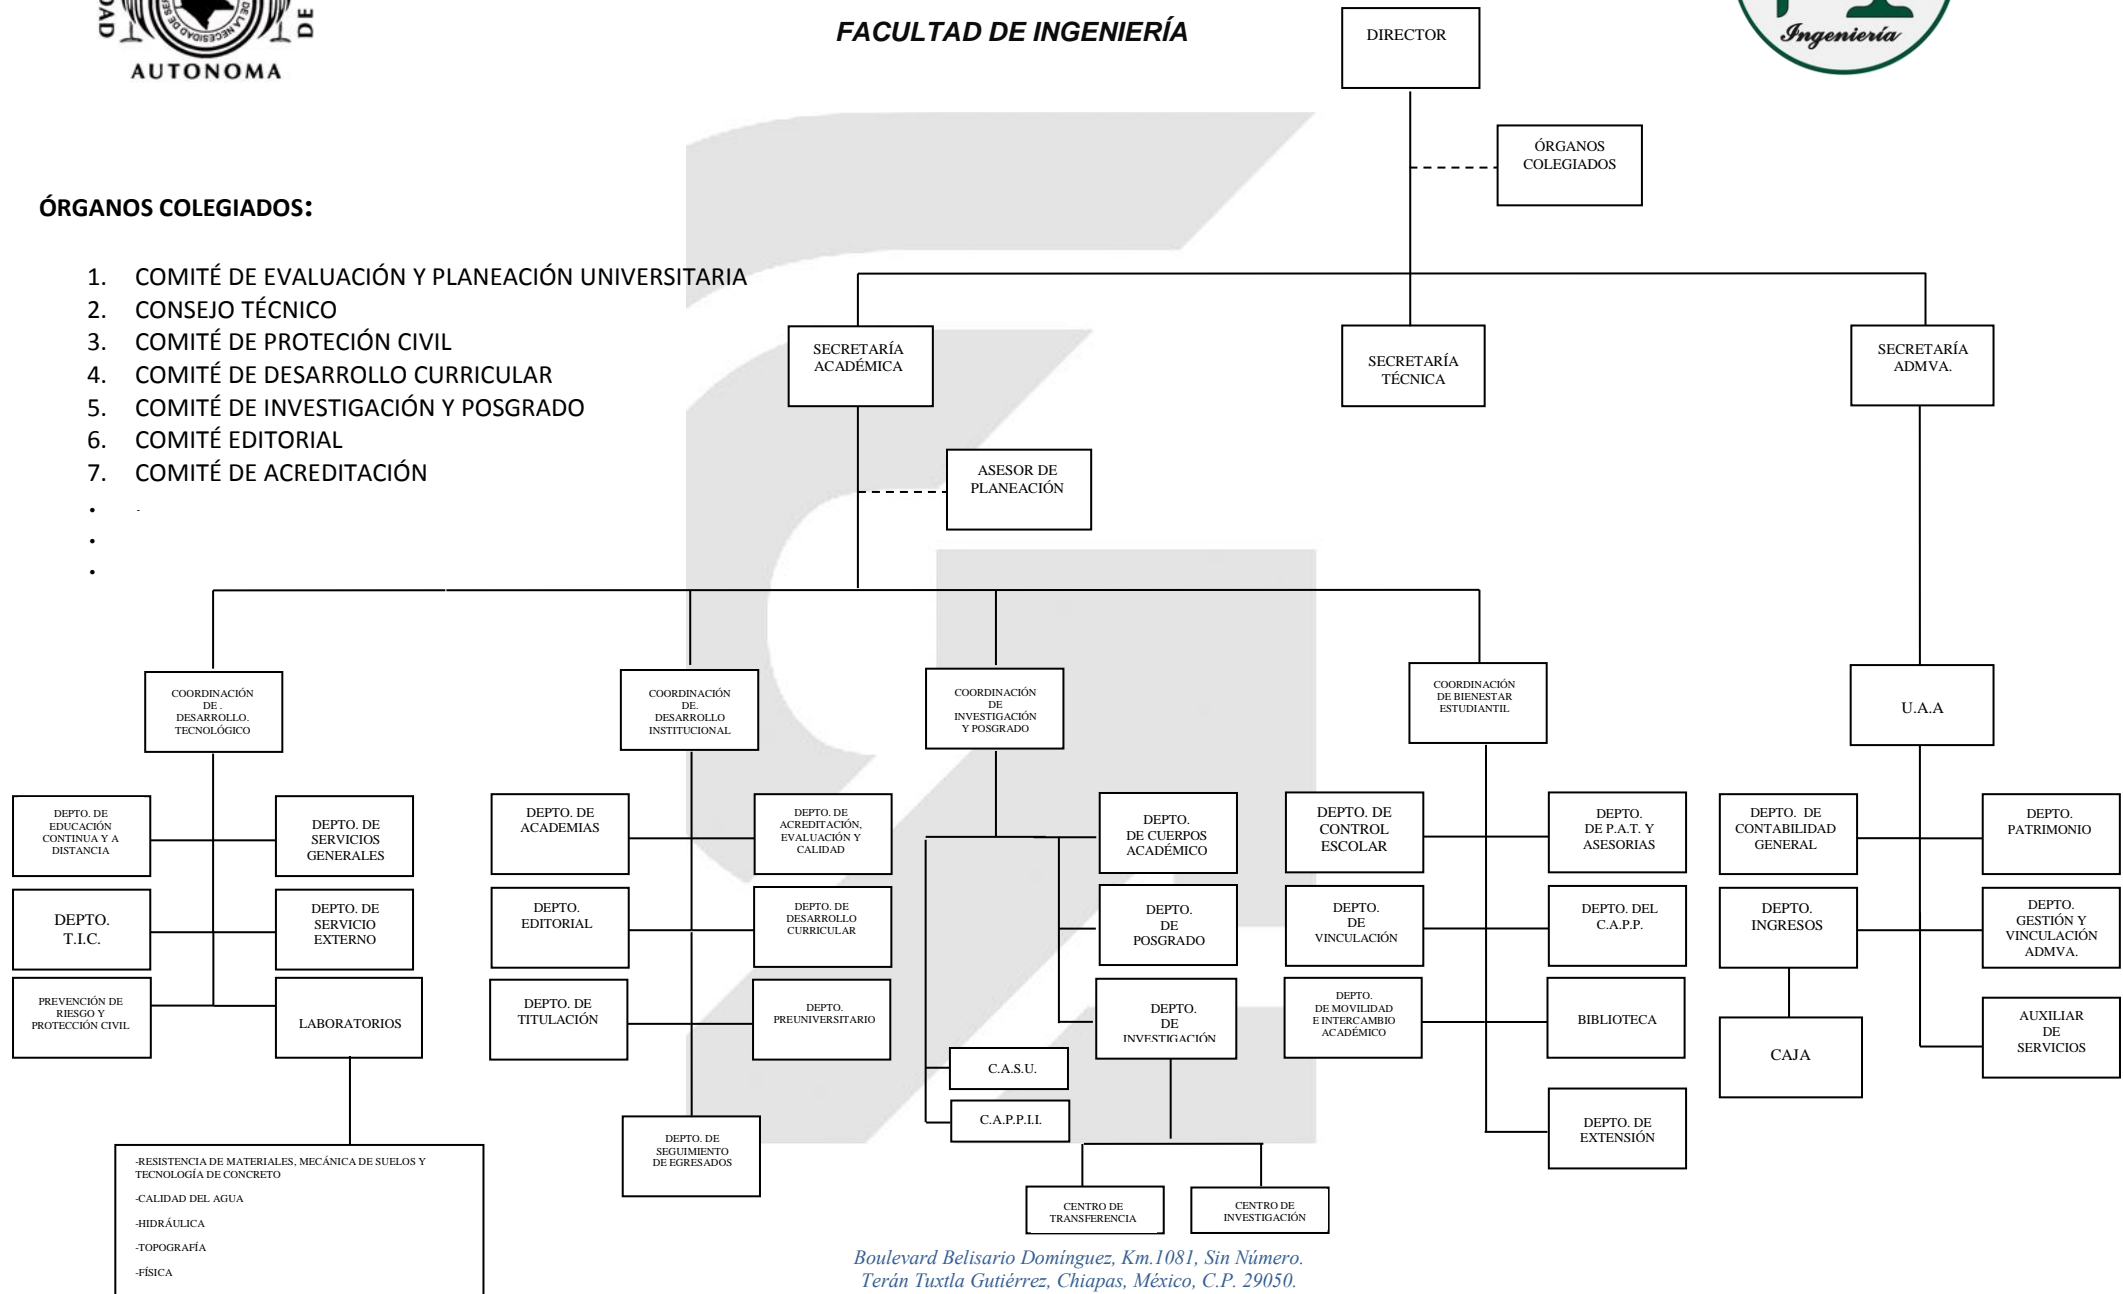 DAD
DE LA NECESIDAD DE SER
DE
AUTONOMA
FACULTAD DE INGENIERÍA
Ingeniería
DIRECTOR
ÓRGANOS
COLEGIADOS
ÓRGANOS COLEGIADOS:
1. COMITÉ DE EVALUACIÓN Y PLANEACIÓN UNIVERSITARIA
2. CONSEJO TÉCNICO
3. COMITÉ DE PROTECIÓN CIVIL
4. COMITÉ DE DESARROLLO CURRICULAR
5. COMITÉ DE INVESTIGACIÓN Y POSGRADO
6. COMITÉ EDITORIAL
7. COMITÉ DE ACREDITACIÓN
SECRETARÍA
ACADÉMICA
SECRETARÍA
TÉCNICA
SECRETARÍA
ADMVA.
ASESOR DE
PLANEACIÓN
COORDINACIÓN
DE .
DESARROLLO.
TECNOLÓGICO
COORDINACIÓN
DE.
DESARROLLO
INSTITUCIONAL
COORDINACIÓN
DE
INVESTIGACIÓN
Y POSGRADO
COORDINACIÓN
DE BIENESTAR
ESTUDIANTIL
U.A.A
DEPTO. DE
EDUCACIÓN
CONTINUA Y A
DISTANCIA
DEPTO. DE
SERVICIOS
GENERALES
DEPTO. DE
ACADEMIAS
DEPTO. DE
ACREDITACIÓN,
EVALUACIÓN Y
CALIDAD
DEPTO.
DE CUERPOS
ACADÉMICO
DEPTO. DE
CONTROL
ESCOLAR
DEPTO.
DE P.A.T. Y
ASESORIAS
DEPTO. DE
CONTABILIDAD
GENERAL
DEPTO.
PATRIMONIO
DEPTO.
T.I.C.
DEPTO. DE
SERVICIO
EXTERNO
DEPTO.
EDITORIAL
DEPTO. DE
DESARROLLO
CURRICULAR
DEPTO.
DE
POSGRADO
DEPTO.
DE
VINCULACIÓN
DEPTO. DEL
C.A.P.P.
DEPTO.
INGRESOS
DEPTO.
GESTIÓN Y
VINCULACIÓN
ADMVA.
PREVENCIÓN DE
RIESGO Y
PROTECCIÓN CIVIL
LABORATORIOS
DEPTO. DE
TITULACIÓN
DEPTO.
PREUNIVERSITARIO
DEPTO.
DE
INVESTIGACIÓN
DEPTO.
DE MOVILIDAD
E INTERCAMBIO
ACADÉMICO
BIBLIOTECA
CAJA
AUXILIAR
DE
SERVICIOS
C.A.S.U.
C.A.P.P.I.I.
DEPTO. DE
SEGUIMIENTO
DE EGRESADOS
DEPTO. DE
EXTENSIÓN
-RESISTENCIA DE MATERIALES, MECÁNICA DE SUELOS Y
TECNOLOGÍA DE CONCRETO
-CALIDAD DEL AGUA
-HIDRÁULICA
-TOPOGRAFÍA
-FÍSICA
CENTRO DE
TRANSFERENCIA
CENTRO DE
INVESTIGACIÓN
Boulevard Belisario Domínguez, Km.1081, Sin Número.
Terán Tuxtla Gutiérrez, Chiapas, México, C.P. 29050.